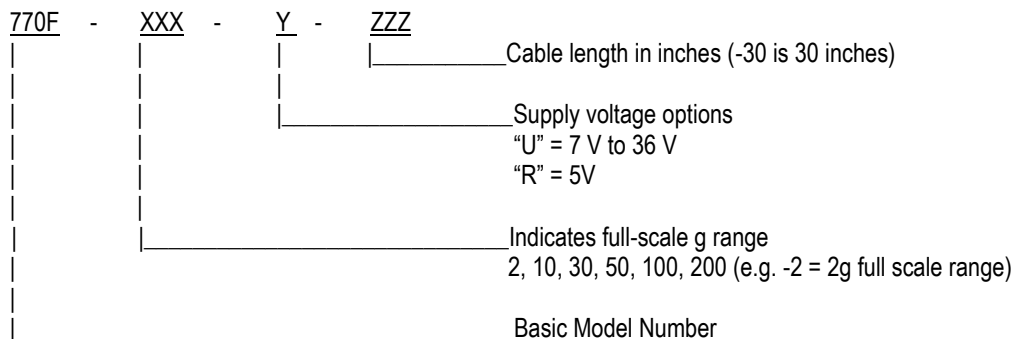 770F - XXX - Y - ZZZ
Cable length in inches (-30 is 30 inches)
Supply voltage options
“U” = 7 V to 36 V
“R” = 5V
Indicates full-scale g range
2, 10, 30, 50, 100, 200 (e.g. -2 = 2g full scale range)
Basic Model Number